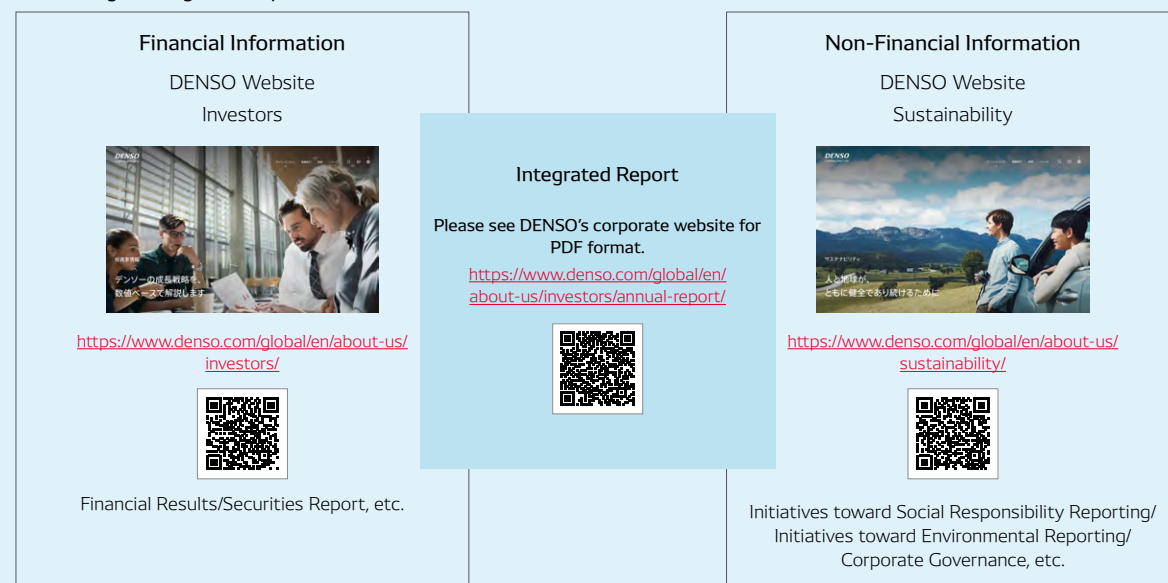 Financial Information
DENSO Website
Investors
DENSO
投資家情報
デンソーの成長戦略を、
数値ベースで解説します
https://www.denso.com/global/en/about-us/
investors/
Financial Results/Securities Report, etc.
Integrated Report
Please see DENSO's corporate website for
PDF format.
https://www.denso.com/global/en/
about-us/investors/annual-report/
Non-Financial Information
DENSO Website
Sustainability
DENSO
サステナビリティ
人と地球が、
ともに健全であり続けるために
https://www.denso.com/global/en/about-us/
sustainability/
Initiatives toward Social Responsibility Reporting/
Initiatives toward Environmental Reporting/
Corporate Governance, etc.